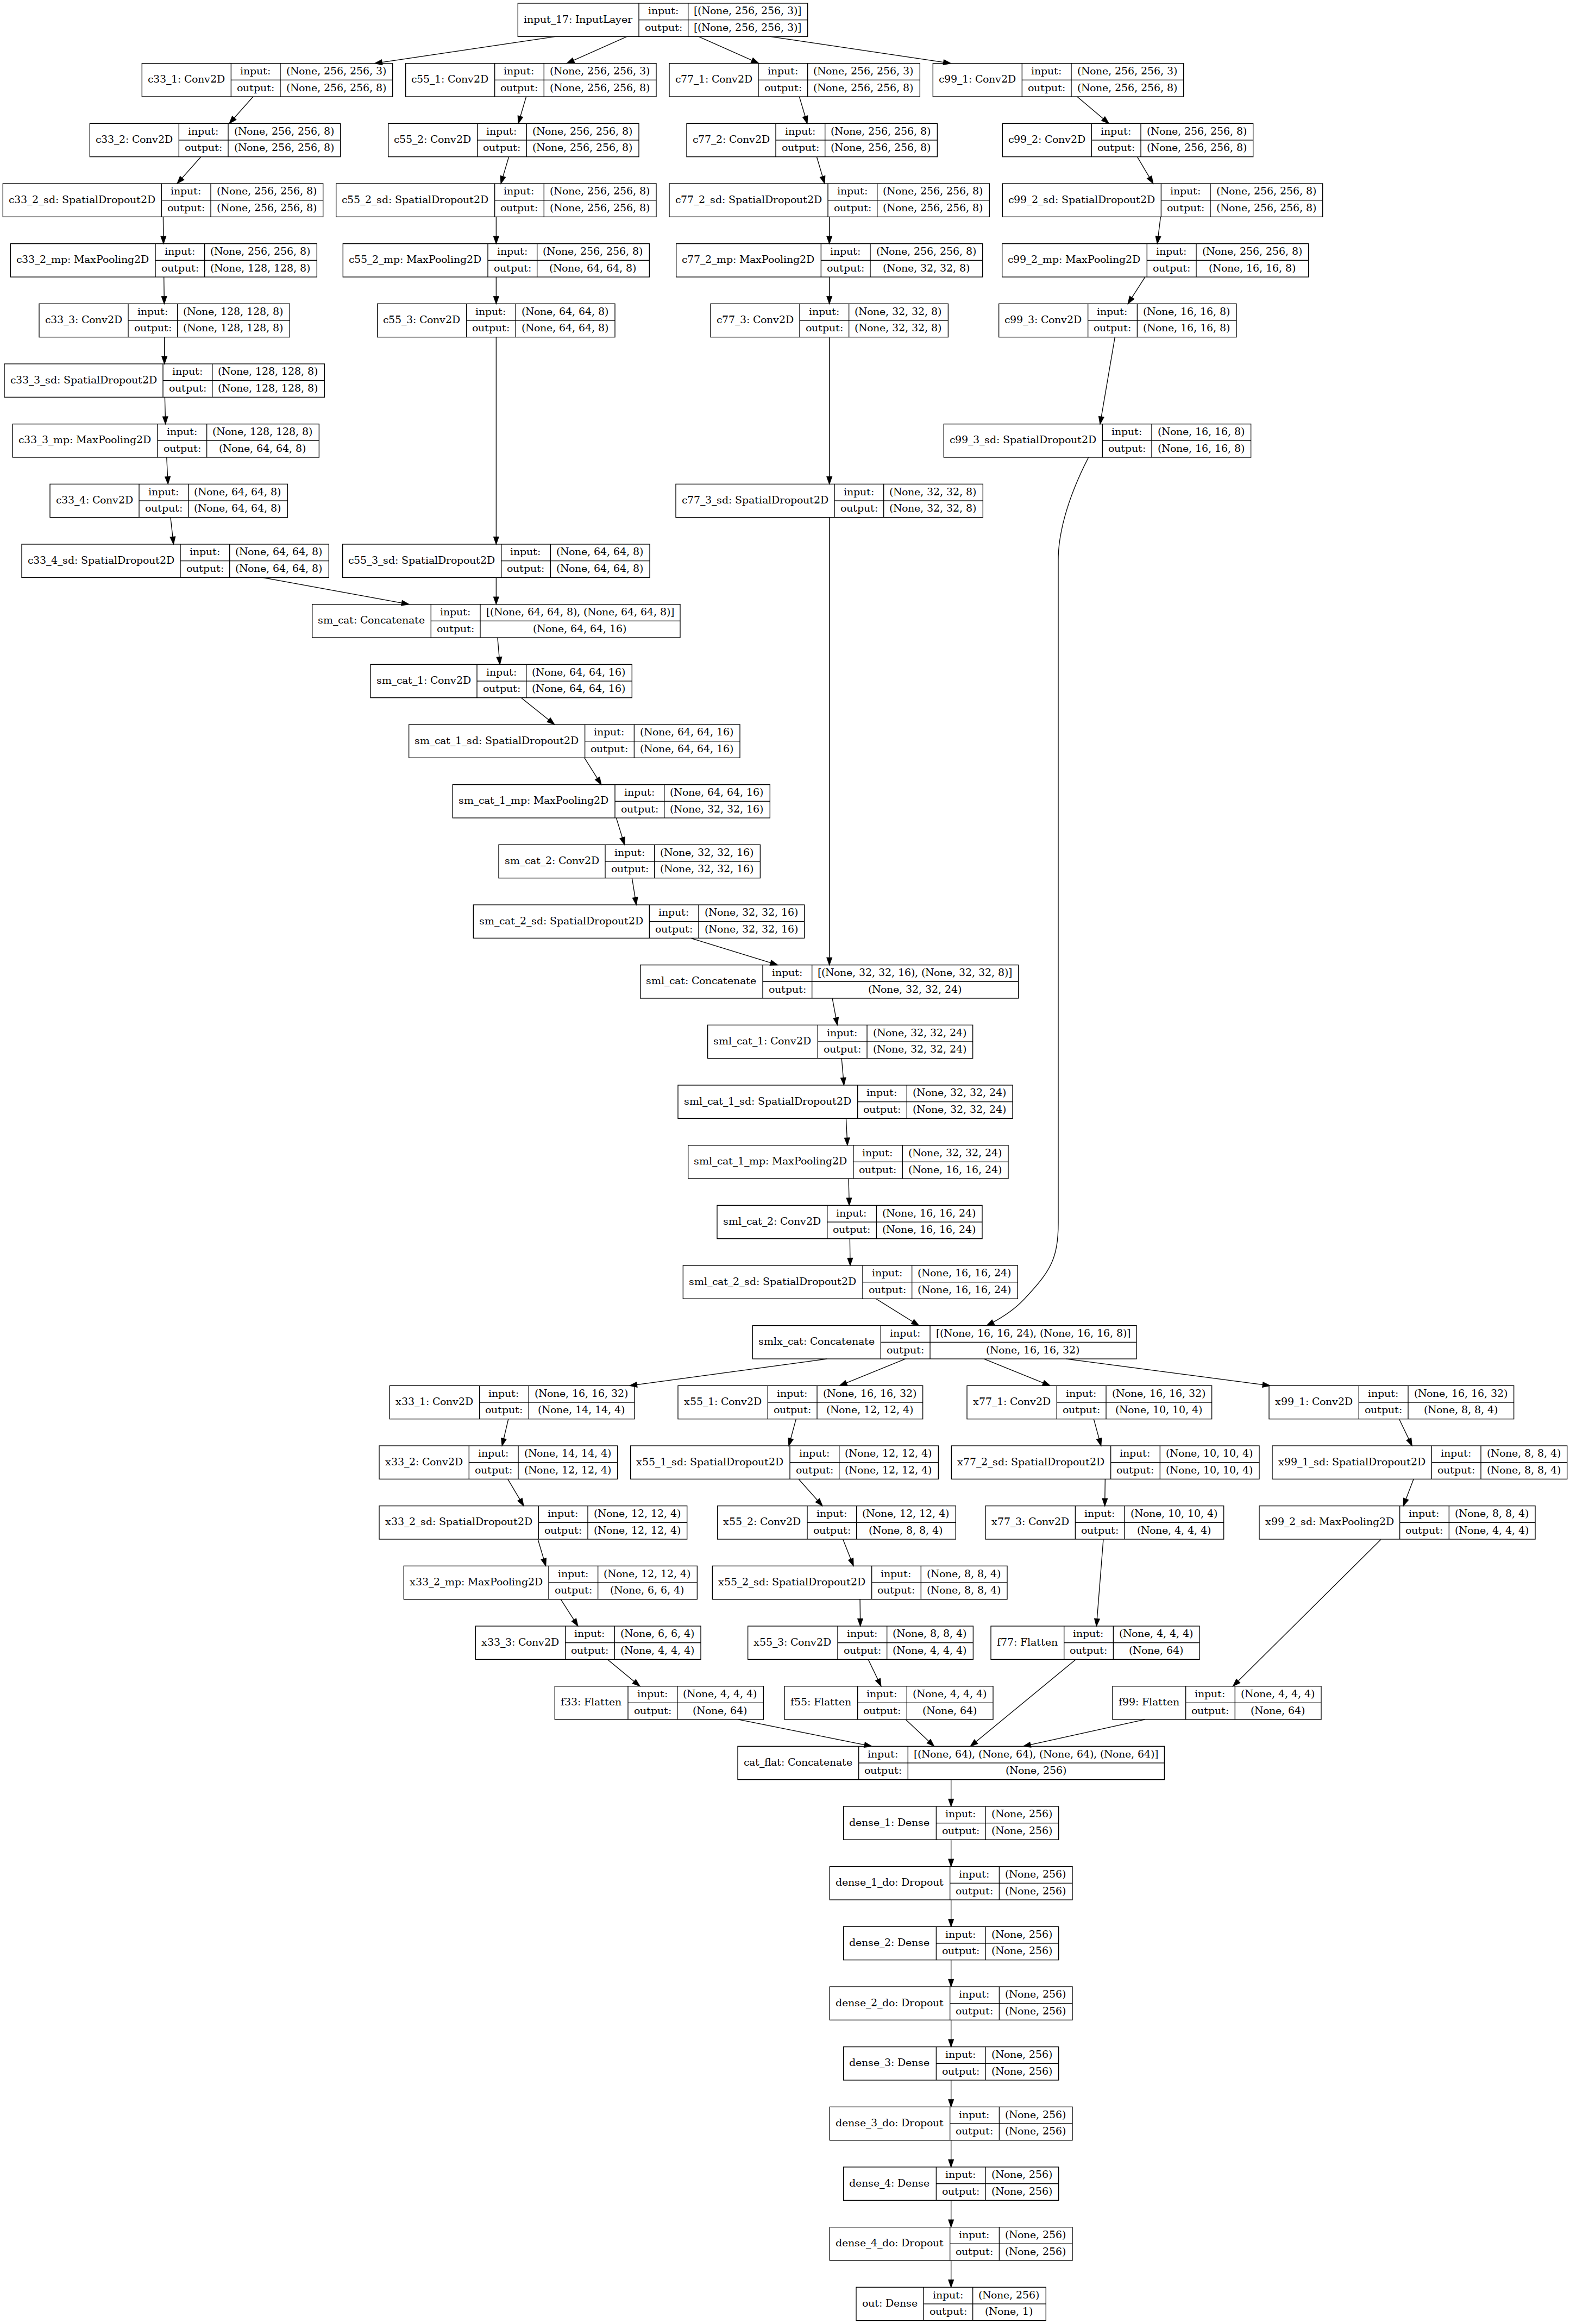 input_17: InputLayer input: [(None, 256, 256, 3)]
output: [(None, 256, 256, 3)]
c33_1: Conv2D input: (None, 256, 256, 3)
output: (None, 256, 256, 8)
c55_1: Conv2D input: (None, 256, 256, 3)
output: (None, 256, 256, 8)
c77_1: Conv2D input: (None, 256, 256, 3)
output: (None, 256, 256, 8)
c99_1: Conv2D input: (None, 256, 256, 3)
output: (None, 256, 256, 8)
c33_2: Conv2D input: (None, 256, 256, 8)
output: (None, 256, 256, 8)
c55_2: Conv2D input: (None, 256, 256, 8)
output: (None, 256, 256, 8)
c77_2: Conv2D input: (None, 256, 256, 8)
output: (None, 256, 256, 8)
c99_2: Conv2D input: (None, 256, 256, 8)
output: (None, 256, 256, 8)
c33_2_sd: SpatialDropout2D input: (None, 256, 256, 8)
output: (None, 256, 256, 8)
c55_2_sd: SpatialDropout2D input: (None, 256, 256, 8)
output: (None, 256, 256, 8)
c77_2_sd: SpatialDropout2D input: (None, 256, 256, 8)
output: (None, 256, 256, 8)
c99_2_sd: SpatialDropout2D input: (None, 256, 256, 8)
output: (None, 256, 256, 8)
c33_2_mp: MaxPooling2D input: (None, 256, 256, 8)
output: (None, 128, 128, 8)
c55_2_mp: MaxPooling2D input: (None, 256, 256, 8)
output: (None, 64, 64, 8)
c77_2_mp: MaxPooling2D input: (None, 256, 256, 8)
output: (None, 32, 32, 8)
c99_2_mp: MaxPooling2D input: (None, 256, 256, 8)
output: (None, 16, 16, 8)
c33_3: Conv2D input: (None, 128, 128, 8)
output: (None, 128, 128, 8)
c55_3: Conv2D input: (None, 64, 64, 8)
output: (None, 64, 64, 8)
c77_3: Conv2D input: (None, 32, 32, 8)
output: (None, 32, 32, 8)
c99_3: Conv2D input: (None, 16, 16, 8)
output: (None, 16, 16, 8)
c33_3_sd: SpatialDropout2D input: (None, 128, 128, 8)
output: (None, 128, 128, 8)
c33_3_mp: MaxPooling2D input: (None, 128, 128, 8)
output: (None, 64, 64, 8)
c99_3_sd: SpatialDropout2D input: (None, 16, 16, 8)
output: (None, 16, 16, 8)
c33_4: Conv2D input: (None, 64, 64, 8)
output: (None, 64, 64, 8)
c77_3_sd: SpatialDropout2D input: (None, 32, 32, 8)
output: (None, 32, 32, 8)
c33_4_sd: SpatialDropout2D input: (None, 64, 64, 8)
output: (None, 64, 64, 8)
c55_3_sd: SpatialDropout2D input: (None, 64, 64, 8)
output: (None, 64, 64, 8)
sm_cat: Concatenate input: [(None, 64, 64, 8), (None, 64, 64, 8)]
output: (None, 64, 64, 16)
sm_cat_1: Conv2D input: (None, 64, 64, 16)
output: (None, 64, 64, 16)
sm_cat_1_sd: SpatialDropout2D input: (None, 64, 64, 16)
output: (None, 64, 64, 16)
sm_cat_1_mp: MaxPooling2D input: (None, 64, 64, 16)
output: (None, 32, 32, 16)
sm_cat_2: Conv2D input: (None, 32, 32, 16)
output: (None, 32, 32, 16)
sm_cat_2_sd: SpatialDropout2D input: (None, 32, 32, 16)
output: (None, 32, 32, 16)
sml_cat: Concatenate input: [(None, 32, 32, 16), (None, 32, 32, 8)]
output: (None, 32, 32, 24)
sml_cat_1: Conv2D input: (None, 32, 32, 24)
output: (None, 32, 32, 24)
sml_cat_1_sd: SpatialDropout2D input: (None, 32, 32, 24)
output: (None, 32, 32, 24)
sml_cat_1_mp: MaxPooling2D input: (None, 32, 32, 24)
output: (None, 16, 16, 24)
sml_cat_2: Conv2D input: (None, 16, 16, 24)
output: (None, 16, 16, 24)
sml_cat_2_sd: SpatialDropout2D input: (None, 16, 16, 24)
output: (None, 16, 16, 24)
smlx_cat: Concatenate input: [(None, 16, 16, 24), (None, 16, 16, 8)]
output: (None, 16, 16, 32)
x33_1: Conv2D input: (None, 16, 16, 32)
output: (None, 14, 14, 4)
x55_1: Conv2D input: (None, 16, 16, 32)
output: (None, 12, 12, 4)
x77_1: Conv2D input: (None, 16, 16, 32)
output: (None, 10, 10, 4)
x99_1: Conv2D input: (None, 16, 16, 32)
output: (None, 8, 8, 4)
x33_2: Conv2D input: (None, 14, 14, 4)
output: (None, 12, 12, 4)
x55_1_sd: SpatialDropout2D input: (None, 12, 12, 4)
output: (None, 12, 12, 4)
x77_2_sd: SpatialDropout2D input: (None, 10, 10, 4)
output: (None, 10, 10, 4)
x99_1_sd: SpatialDropout2D input: (None, 8, 8, 4)
output: (None, 8, 8, 4)
x33_2_sd: SpatialDropout2D input: (None, 12, 12, 4)
output: (None, 12, 12, 4)
x55_2: Conv2D input: (None, 12, 12, 4)
output: (None, 8, 8, 4)
x77_3: Conv2D input: (None, 10, 10, 4)
output: (None, 4, 4, 4)
x99_2_sd: MaxPooling2D input: (None, 8, 8, 4)
output: (None, 4, 4, 4)
x33_2_mp: MaxPooling2D input: (None, 12, 12, 4)
output: (None, 6, 6, 4)
x55_2_sd: SpatialDropout2D input: (None, 8, 8, 4)
output: (None, 8, 8, 4)
x33_3: Conv2D input: (None, 6, 6, 4)
output: (None, 4, 4, 4)
x55_3: Conv2D input: (None, 8, 8, 4)
output: (None, 4, 4, 4)
f77: Flatten input: (None, 4, 4, 4)
output: (None, 64)
f33: Flatten input: (None, 4, 4, 4)
output: (None, 64)
f55: Flatten input: (None, 4, 4, 4)
output: (None, 64)
f99: Flatten input: (None, 4, 4, 4)
output: (None, 64)
cat_flat: Concatenate input: [(None, 64), (None, 64), (None, 64), (None, 64)]
output: (None, 256)
dense_1: Dense input: (None, 256)
output: (None, 256)
dense_1_do: Dropout input: (None, 256)
output: (None, 256)
dense_2: Dense input: (None, 256)
output: (None, 256)
dense_2_do: Dropout input: (None, 256)
output: (None, 256)
dense_3: Dense input: (None, 256)
output: (None, 256)
dense_3_do: Dropout input: (None, 256)
output: (None, 256)
dense_4: Dense input: (None, 256)
output: (None, 256)
dense_4_do: Dropout input: (None, 256)
output: (None, 256)
out: Dense input: (None, 256)
output: (None, 1)